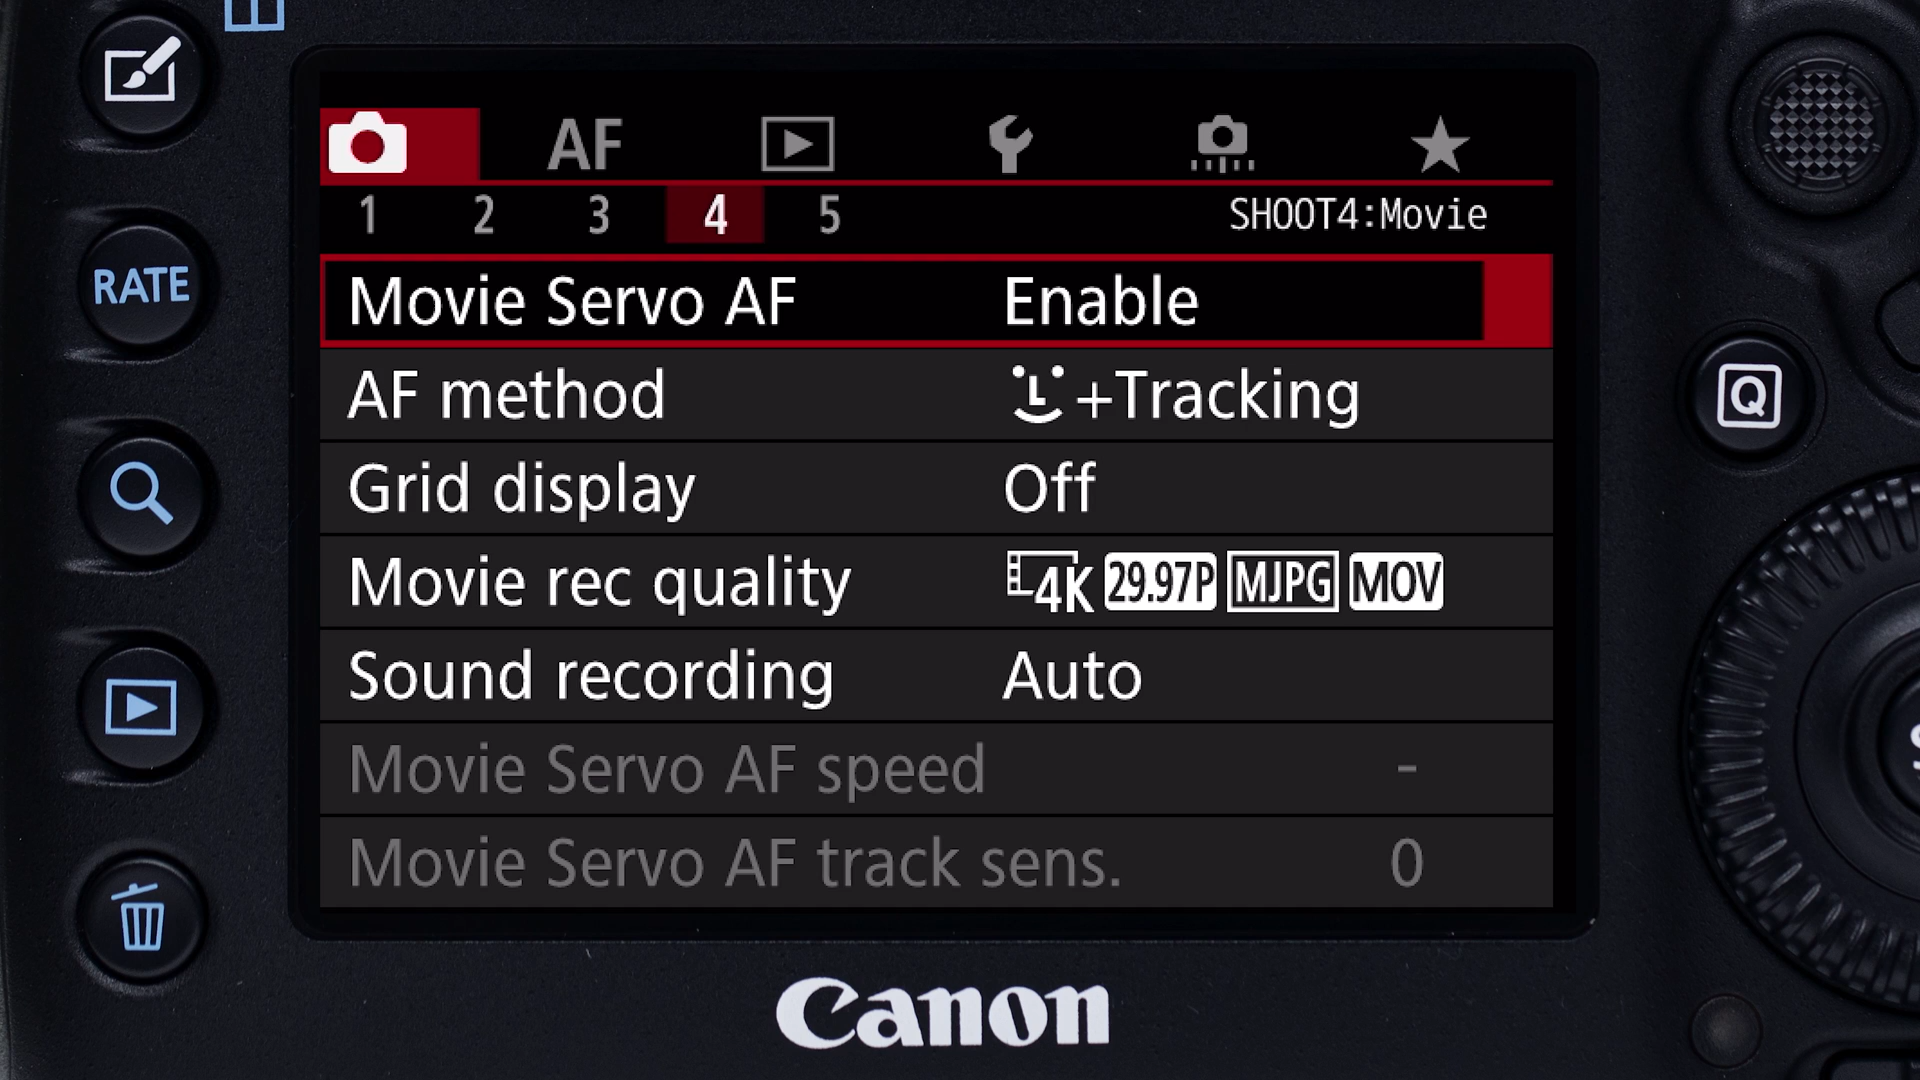 AF
1 2 3 4 5 SHOOT4:Movie
Movie Servo AF Enable
AF method +Tracking
Grid display Off
Movie rec quality 4K 29.97P MJPG MOV
Sound recording Auto
Movie Servo AF speed -
Movie Servo AF track sens. 0
RATE
Q
Canon